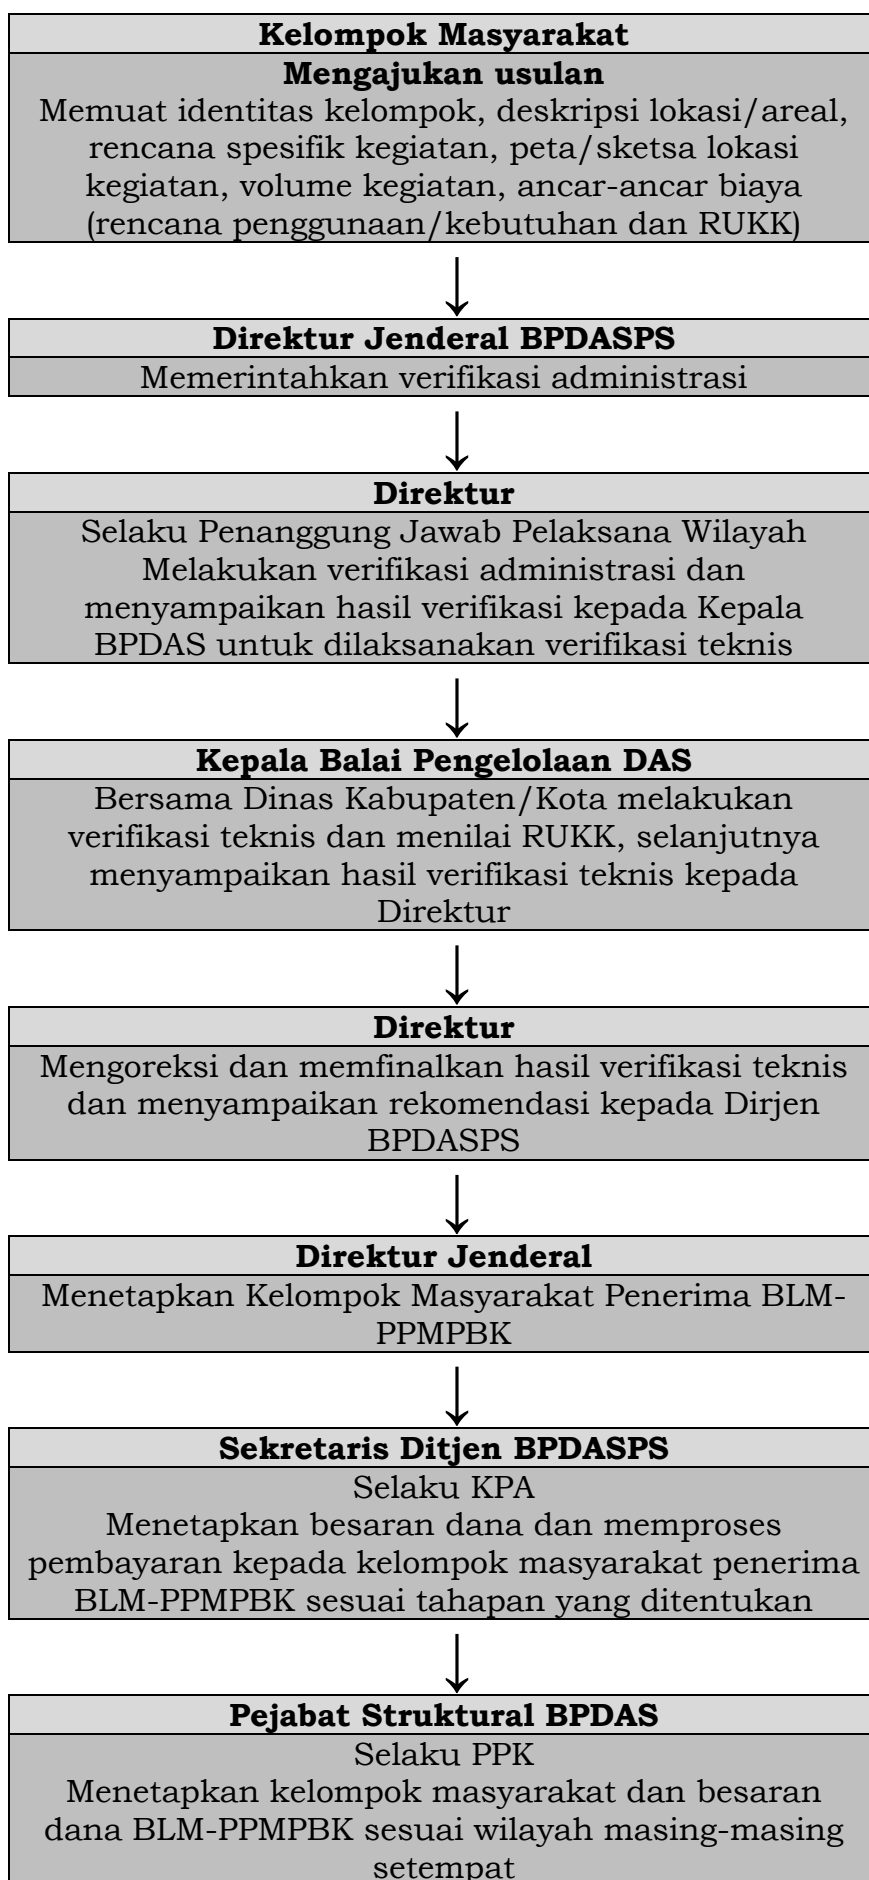 Kelompok Masyarakat
Mengajukan usulan
Memuat identitas kelompok, deskripsi lokasi/areal,
rencana spesifik kegiatan, peta/sketsa lokasi
kegiatan, volume kegiatan, ancar-ancar biaya
(rencana penggunaan/kebutuhan dan RUKK)
Direktur Jenderal BPDASPS
Memerintahkan verifikasi administrasi
Direktur
Selaku Penanggung Jawab Pelaksana Wilayah
Melakukan verifikasi administrasi dan
menyampaikan hasil verifikasi kepada Kepala
BPDAS untuk dilaksanakan verifikasi teknis
Kepala Balai Pengelolaan DAS
Bersama Dinas Kabupaten/Kota melakukan
verifikasi teknis dan menilai RUKK, selanjutnya
menyampaikan hasil verifikasi teknis kepada
Direktur
Direktur
Mengoreksi dan memfinalkan hasil verifikasi teknis
dan menyampaikan rekomendasi kepada Dirjen
BPDASPS
Direktur Jenderal
Menetapkan Kelompok Masyarakat Penerima BLM-
PPMPBK
Sekretaris Ditjen BPDASPS
Selaku KPA
Menetapkan besaran dana dan memproses
pembayaran kepada kelompok masyarakat penerima
BLM-PPMPBK sesuai tahapan yang ditentukan
Pejabat Struktural BPDAS
Selaku PPK
Menetapkan kelompok masyarakat dan besaran
dana BLM-PPMPBK sesuai wilayah masing-masing
setempat